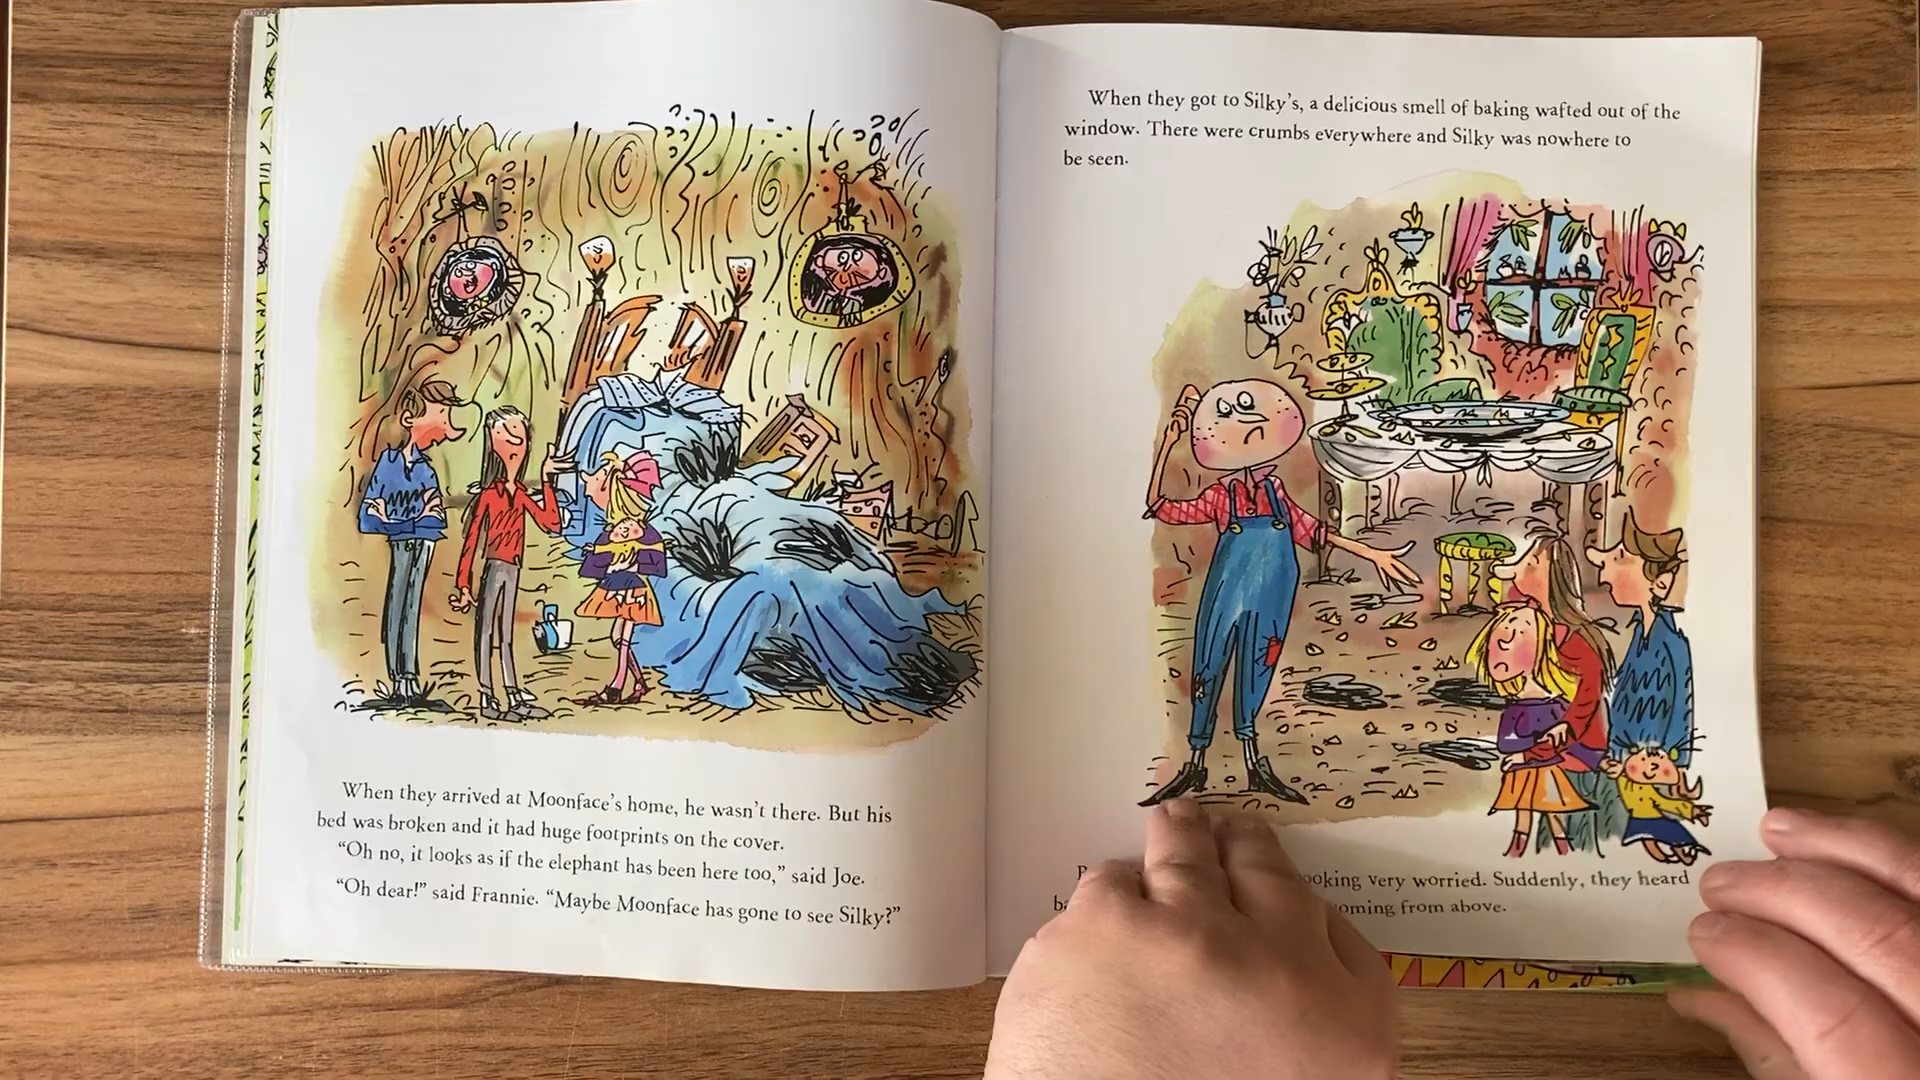 When they arrived at Moonface's home, he wasn't there. But his
bed was broken and it had huge footprints on the cover.
"Oh no, it looks as if the elephant has been here too," said Joe.
"Oh dear!" said Frannie. "Maybe Moonface has gone to see Silky?"
When they got to Silky's, a delicious smell of baking wafted out of the
window. There were crumbs everywhere and Silky was nowhere to
be seen.
very worried. Suddenly, they heard
from above.